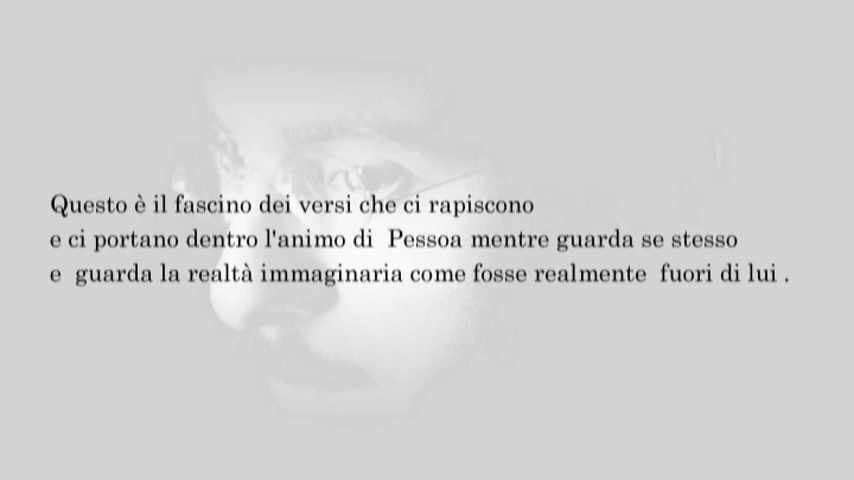 Questo è il fascino dei versi che ci rapiscono
e ci portano dentro l'animo di  Pessoa mentre guarda se stesso
e  guarda la realtà immaginaria come fosse realmente  fuori di lui .